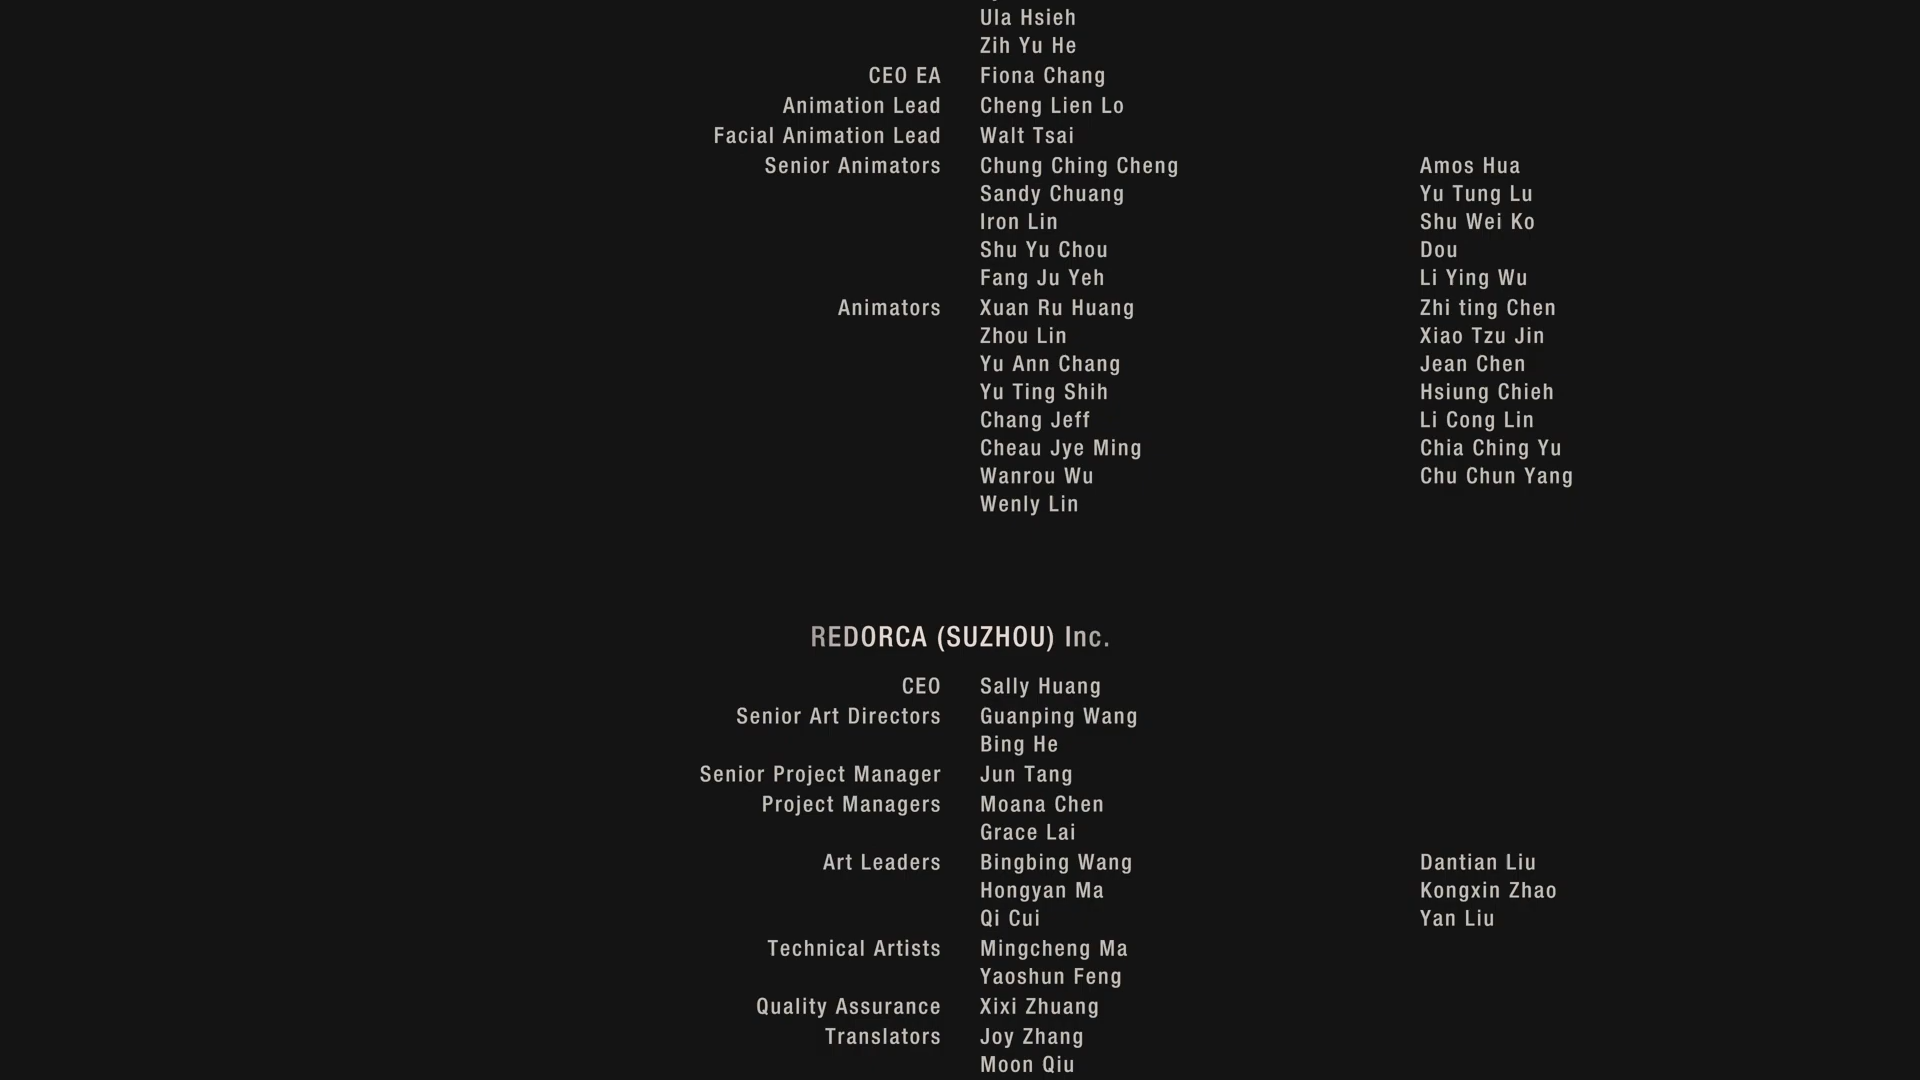 Ula Hsieh
Zih Yu He
CEO EA Fiona Chang
Animation Lead Cheng Lien Lo
Facial Animation Lead Walt Tsai
Senior Animators Chung Ching Cheng Amos Hua
Sandy Chuang Yu Tung Lu
Iron Lin Shu Wei Ko
Shu Yu Chou Dou
Fang Ju Yeh Li Ying Wu
Animators Xuan Ru Huang Zhi ting Chen
Zhou Lin Xiao Tzu Jin
Yu Ann Chang Jean Chen
Yu Ting Shih Hsiung Chieh
Chang Jeff Li Cong Lin
Cheau Jye Ming Chia Ching Yu
Wanrou Wu Chu Chun Yang
Wenly Lin
REDORCA (SUZHOU) Inc.
CEO Sally Huang
Senior Art Directors Guanping Wang
Bing He
Senior Project Manager Jun Tang
Project Managers Moana Chen
Grace Lai
Art Leaders Bingbing Wang Dantian Liu
Hongyan Ma Kongxin Zhao
Qi Cui Yan Liu
Technical Artists Mingcheng Ma
Yaoshun Feng
Quality Assurance Xixi Zhuang
Translators Joy Zhang
Moon Qiu